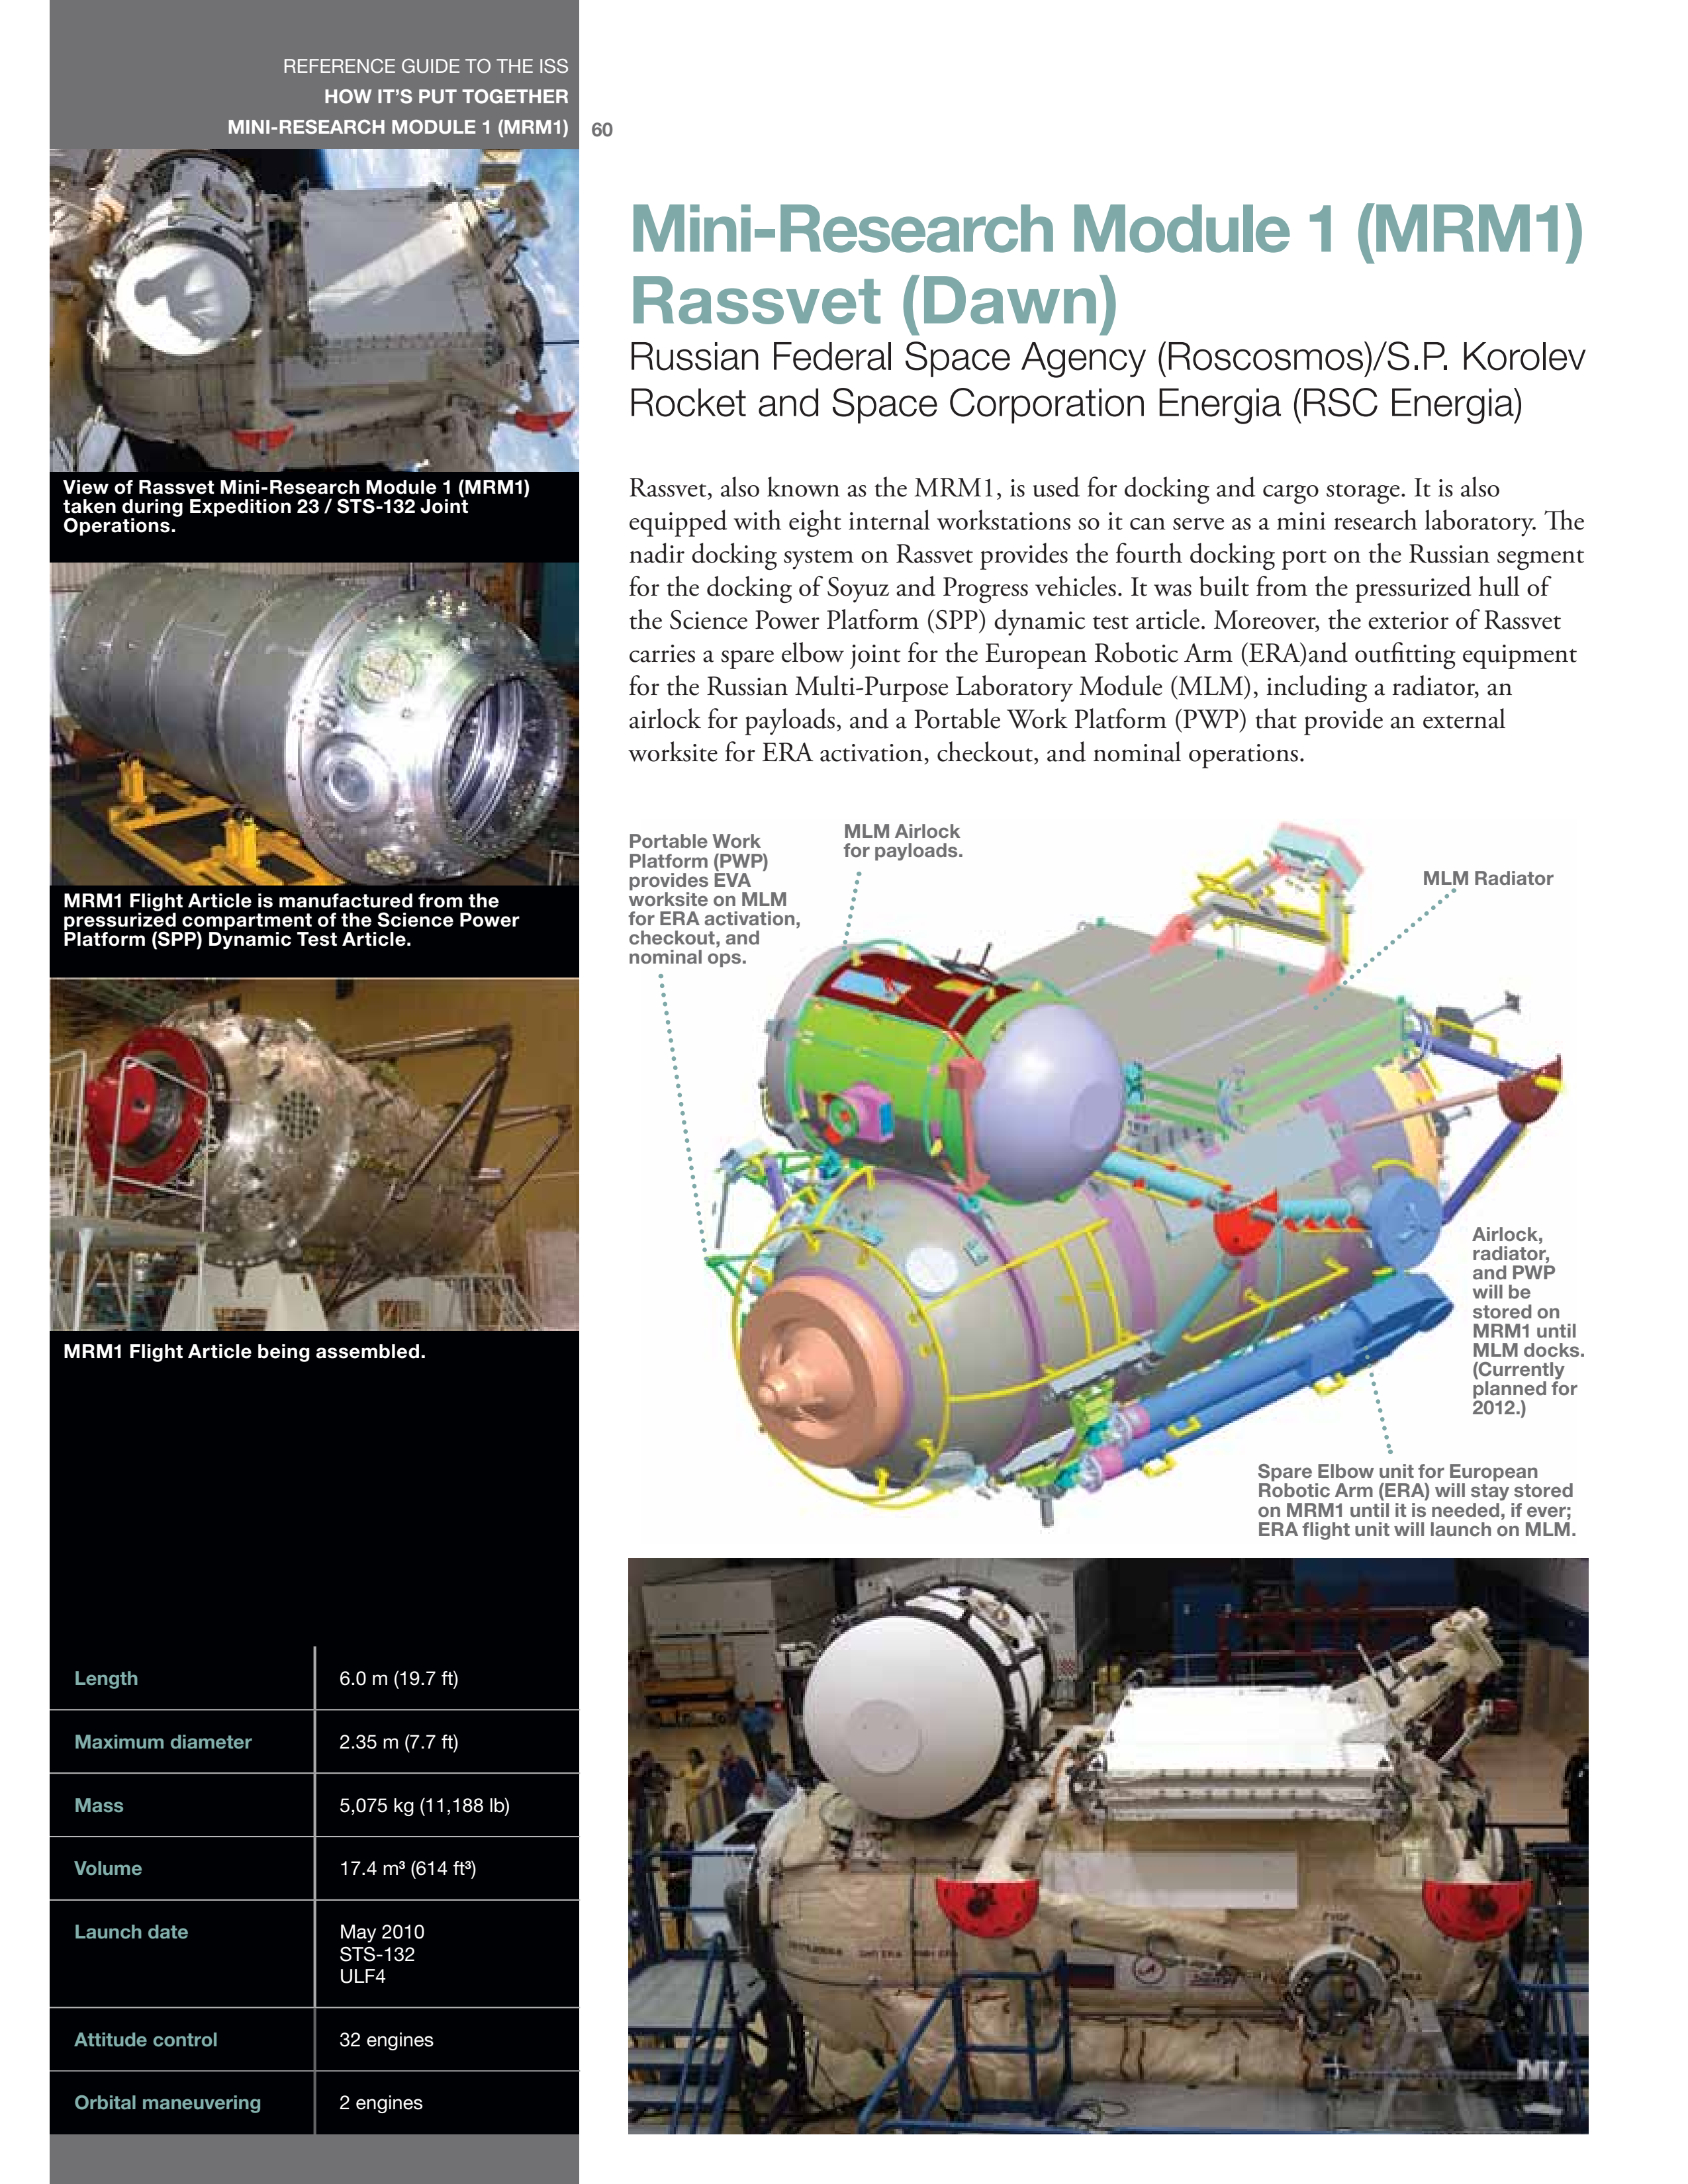 REFERENCE GUIDE TO THE ISS
HOW IT’S PUT TOGETHER
MINI-RESEARCH MODULE 1 (MRM1)
60
View of Rassvet Mini-Research Module 1 (MRM1)
taken during Expedition 23 / STS-132 Joint
Operations.
MRM1 Flight Article is manufactured from the
pressurized compartment of the Science Power
Platform (SPP) Dynamic Test Article.
MRM1 Flight Article being assembled.
Length 6.0 m (19.7 ft)
Maximum diameter 2.35 m (7.7 ft)
Mass 5,075 kg (11,188 lb)
Volume 17.4 m³ (614 ft³)
Launch date May 2010
STS-132
ULF4
Attitude control 32 engines
Orbital maneuvering 2 engines
Mini-Research Module 1 (MRM1)
Rassvet (Dawn)
Russian Federal Space Agency (Roscosmos)/S.P. Korolev
Rocket and Space Corporation Energia (RSC Energia)
Rassvet, also known as the MRM1, is used for docking and cargo storage. It is also
equipped with eight internal workstations so it can serve as a mini research laboratory. The
nadir docking system on Rassvet provides the fourth docking port on the Russian segment
for the docking of Soyuz and Progress vehicles. It was built from the pressurized hull of
the Science Power Platform (SPP) dynamic test article. Moreover, the exterior of Rassvet
carries a spare elbow joint for the European Robotic Arm (ERA)and outfitting equipment
for the Russian Multi-Purpose Laboratory Module (MLM), including a radiator, an
airlock for payloads, and a Portable Work Platform (PWP) that provide an external
worksite for ERA activation, checkout, and nominal operations.
Portable Work
Platform (PWP)
provides EVA
worksite on MLM
for ERA activation,
checkout, and
nominal ops.
MLM Airlock
for payloads.
MLM Radiator
Airlock,
radiator,
and PWP
will be
stored on
MRM1 until
MLM docks.
(Currently
planned for
2012.)
Spare Elbow unit for European
Robotic Arm (ERA) will stay stored
on MRM1 until it is needed, if ever;
ERA flight unit will launch on MLM.